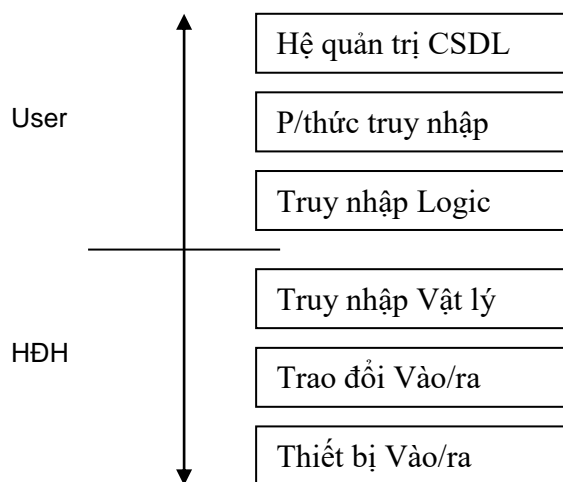 Hệ quản trị CSDL
User
P/thức truy nhập
Truy nhập Logic
Truy nhập Vật lý
HĐH
Trao đổi Vào/ra
Thiết bị Vào/ra